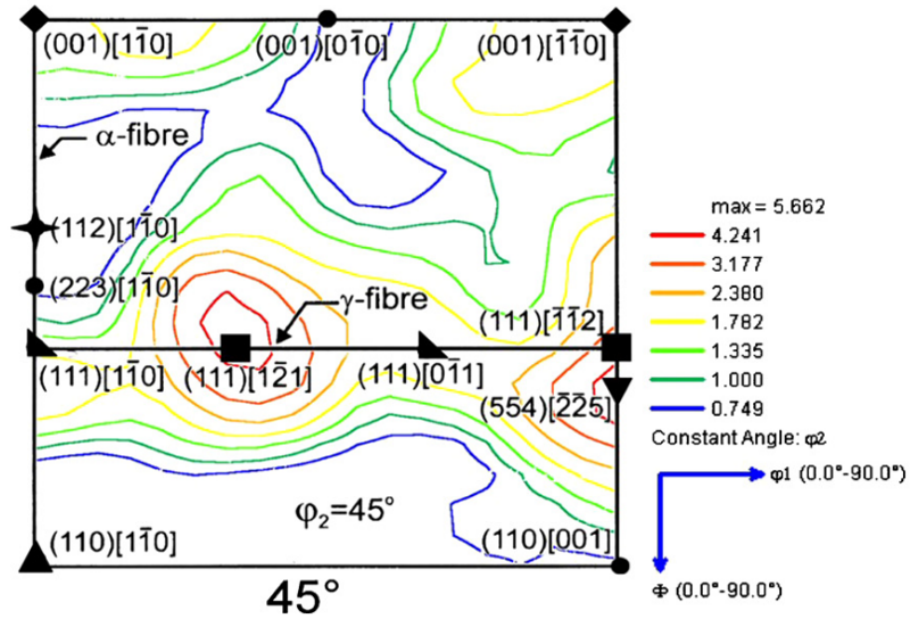 (001)[11̄0] (001)[01̄0] (001)[1̄1̄0]
α-fibre
(112)[11̄0]
(223)[11̄0]
γ-fibre
(111)[1̄1̄2]
(111)[11̄0] (111)[12̄1] (111)[01̄1]
(554)[2̄2̄5]
φ2=45°
(110)[11̄0] (110)[001]
45°
max = 5.662
4.241
3.177
2.380
1.782
1.335
1.000
0.749
Constant Angle: φ2
φ1 (0.0°-90.0°)
Φ (0.0°-90.0°)